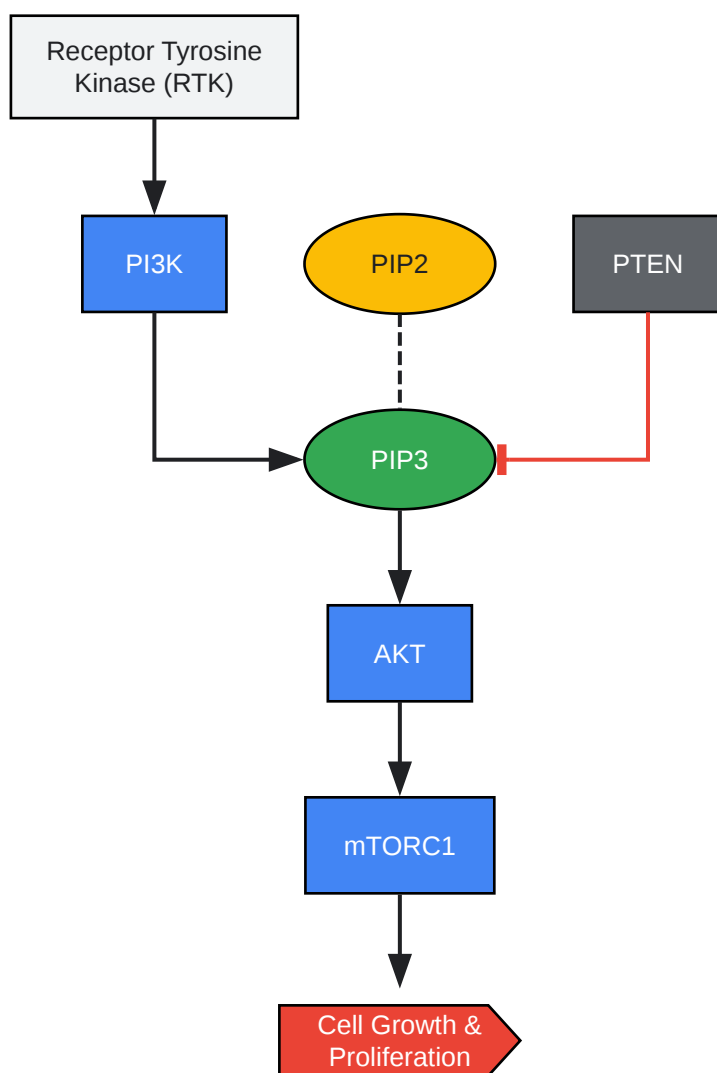 Receptor Tyrosine
Kinase (RTK)
PI3K
PIP2
PTEN
PIP3
AKT
mTORC1
Cell Growth &
Proliferation